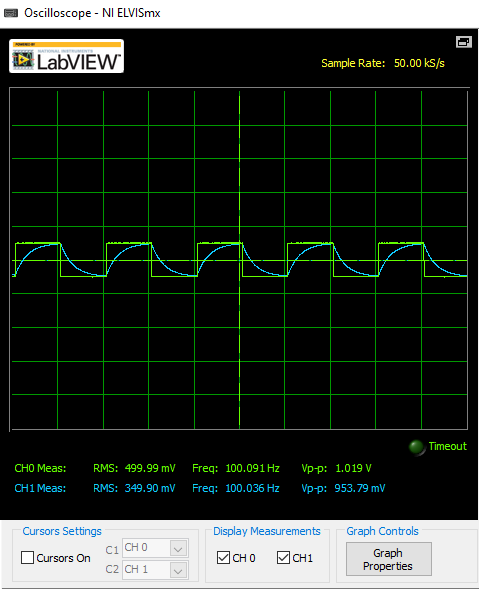 Oscilloscope - NI ELVISmx
POWERED BY
NATIONAL INSTRUMENTS
LabVIEW™
Sample Rate: 50.00 kS/s
Timeout
CH0 Meas: RMS: 499.99 mV Freq: 100.091 Hz Vp-p: 1.019 V
CH1 Meas: RMS: 349.90 mV Freq: 100.036 Hz Vp-p: 953.79 mV
Cursors Settings
Cursors On
C1 CH 0
C2 CH 1
Display Measurements
CH 0 CH1
Graph Controls
Graph
Properties